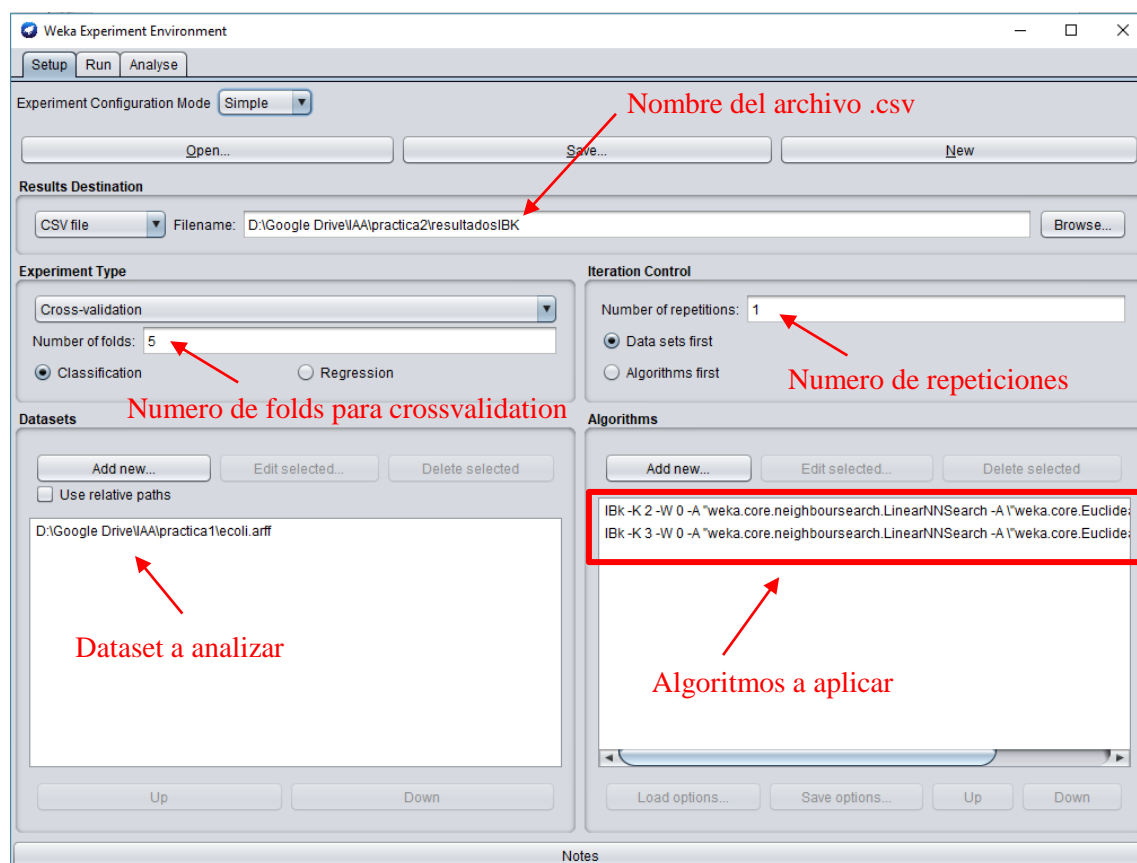 Weka Experiment Environment
Setup Run Analyse
Experiment Configuration Mode Simple
Nombre del archivo .csv
Open... Save... New
Results Destination
CSV file Filename: D:\Google Drive\IAA\practica2\resultadosIBK Browse...
Experiment Type
Cross-validation
Number of folds: 5
Classification Regression
Numero de folds para crossvalidation
Iteration Control
Number of repetitions: 1
Data sets first
Algorithms first
Numero de repeticiones
Datasets
Add new... Edit selected... Delete selected
Use relative paths
D:\Google Drive\IAA\practica1\ecoli.arff
Dataset a analizar
Up Down
Algorithms
Add new... Edit selected... Delete selected
IBk -K 2 -W 0 -A "weka.core.neighboursearch.LinearNNSearch -A \"weka.core.Euclidea
IBk -K 3 -W 0 -A "weka.core.neighboursearch.LinearNNSearch -A \"weka.core.Euclidea
Algoritmos a aplicar
Load options... Save options... Up Down
Notes